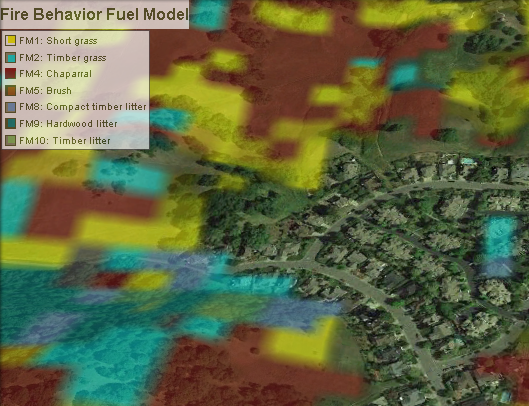 Fire Behavior Fuel Model
FM1: Short grass
FM2: Timber grass
FM4: Chaparral
FM5: Brush
FM8: Compact timber litter
FM9: Hardwood litter
FM10: Timber litter